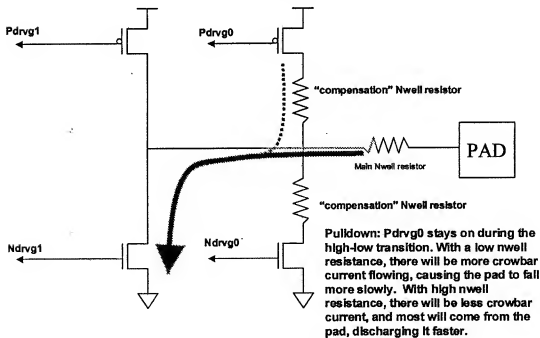 Pdrvg1
Pdrvg0
"compensation" Nwell resistor
PAD
Main Nwell resistor
"compensation" Nwell resistor
Ndrvg1
Ndrvg0
Pulldown: Pdrvg0 stays on during the
high-low transition. With a low nwell
resistance, there will be more crowbar
current flowing, causing the pad to fall
more slowly. With high nwell
resistance, there will be less crowbar
current, and most will come from the
pad, discharging it faster.